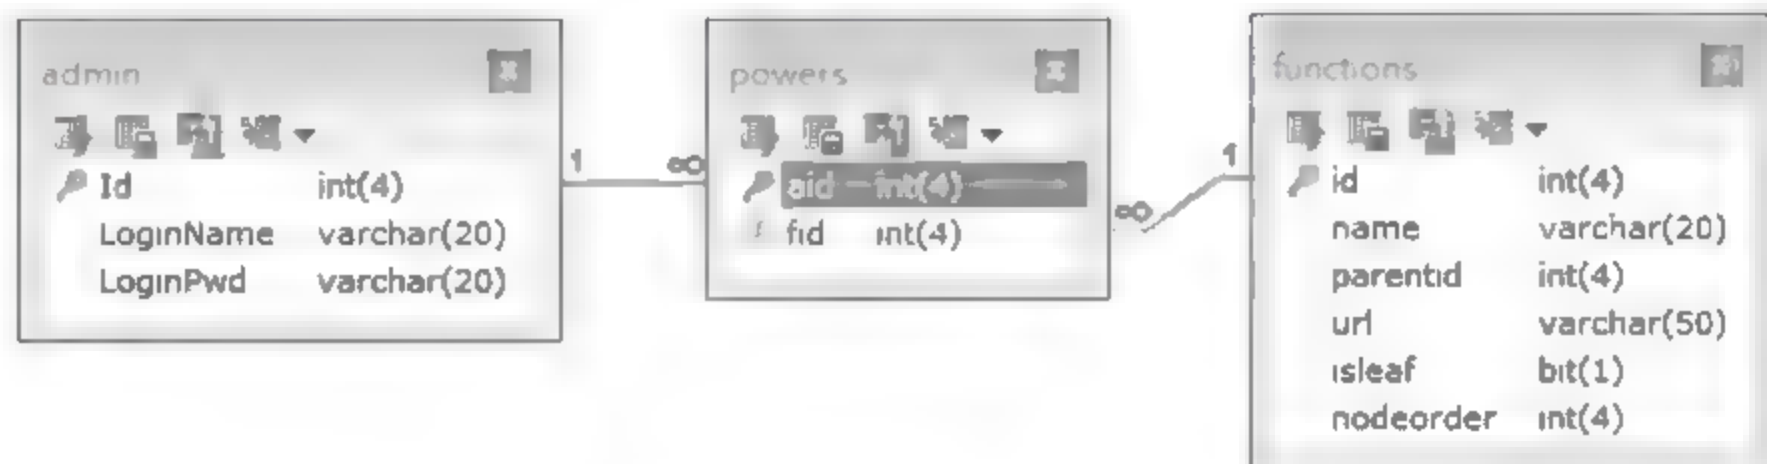 admin
Id int(4)
LoginName varchar(20)
LoginPwd varchar(20)
1 ∞
powers
aid int(4)
fid int(4)
∞ 1
functions
id int(4)
name varchar(20)
parentid int(4)
url varchar(50)
isleaf bit(1)
nodeorder int(4)